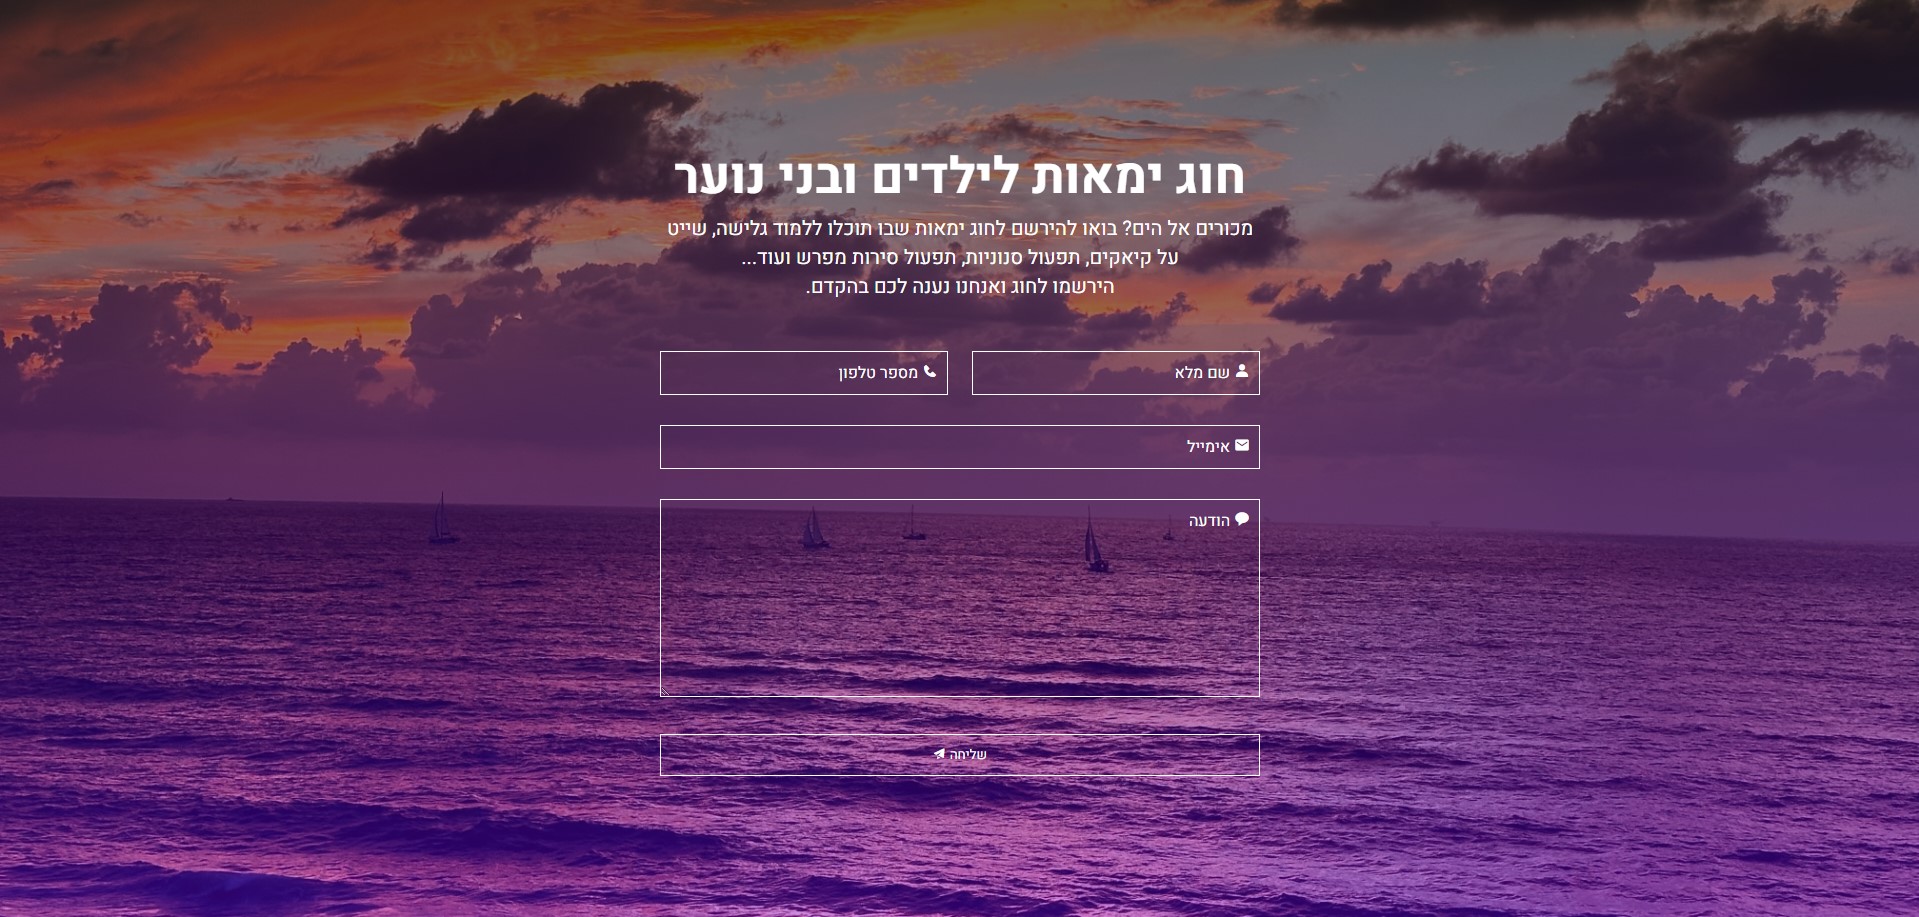 חוג ימאות לילדים ובני נוער
מכורים אל הים? בואו להירשם לחוג ימאות שבו תוכלו ללמוד גלישה, שייט
על קיאקים, תפעול סנוניות, תפעול סירות מפרש ועוד...
הירשמו לחוג ואנחנו נענה לכם בהקדם.
שם מלא
מספר טלפון
אימייל
הודעה
שליחה